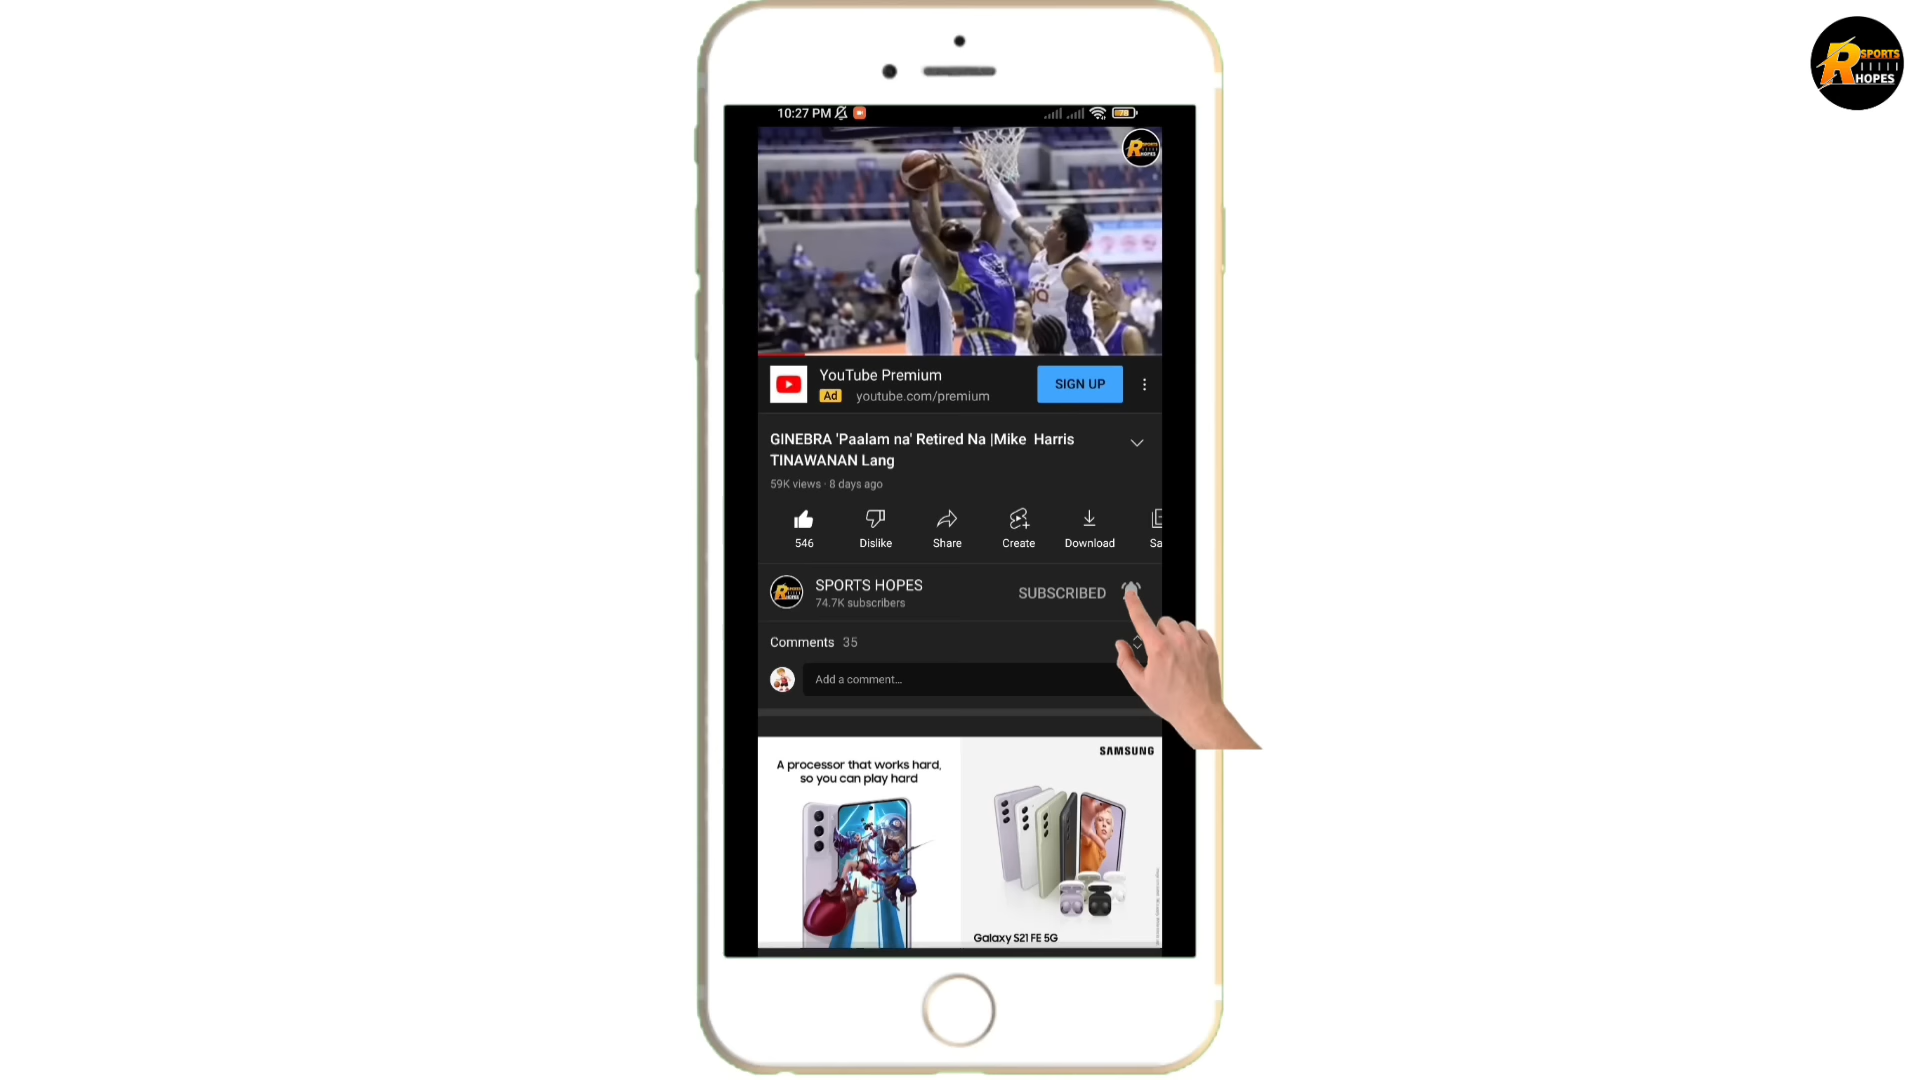 SPORTS
HOPES
10:27 PM
YouTube Premium
SIGN UP
Ad youtube.com/premium
GINEBRA 'Paalam na' Retired Na |Mike Harris
TINAWANAN Lang
59K views · 8 days ago
546 Dislike Share Create Download Sa
SPORTS HOPES
SUBSCRIBED
74.7K subscribers
Comments 35
Add a comment...
SAMSUNG
A processor that works hard,
so you can play hard
Galaxy S21 FE 5G